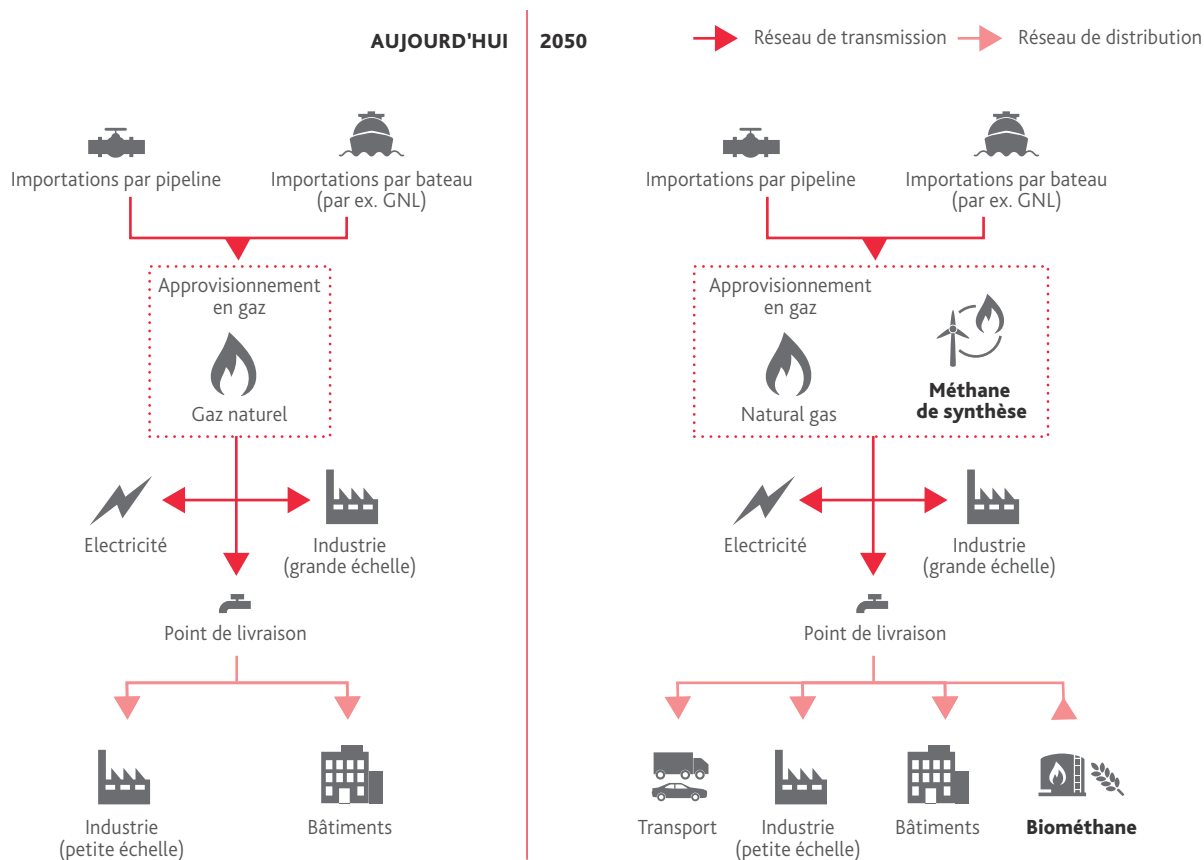 AUJOURD'HUI
2050
Réseau de transmission
Réseau de distribution
Importations par pipeline
Importations par bateau
(par ex. GNL)
Approvisionnement
en gaz
Gaz naturel
Electricité
Industrie
(grande échelle)
Point de livraison
Industrie
(petite échelle)
Bâtiments
Importations par pipeline
Importations par bateau
(par ex. GNL)
Approvisionnement
en gaz
Natural gas
Méthane
de synthèse
Electricité
Industrie
(grande échelle)
Point de livraison
Transport
Industrie
(petite échelle)
Bâtiments
Biométhane